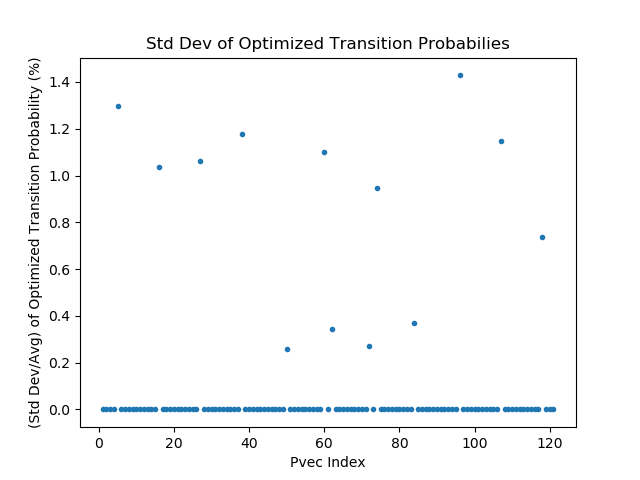 Std Dev of Optimized Transition Probabilies
(Std Dev/Avg) of Optimized Transition Probability (%)
1.4
1.2
1.0
0.8
0.6
0.4
0.2
0.0
0 20 40 60 80 100 120
Pvec Index